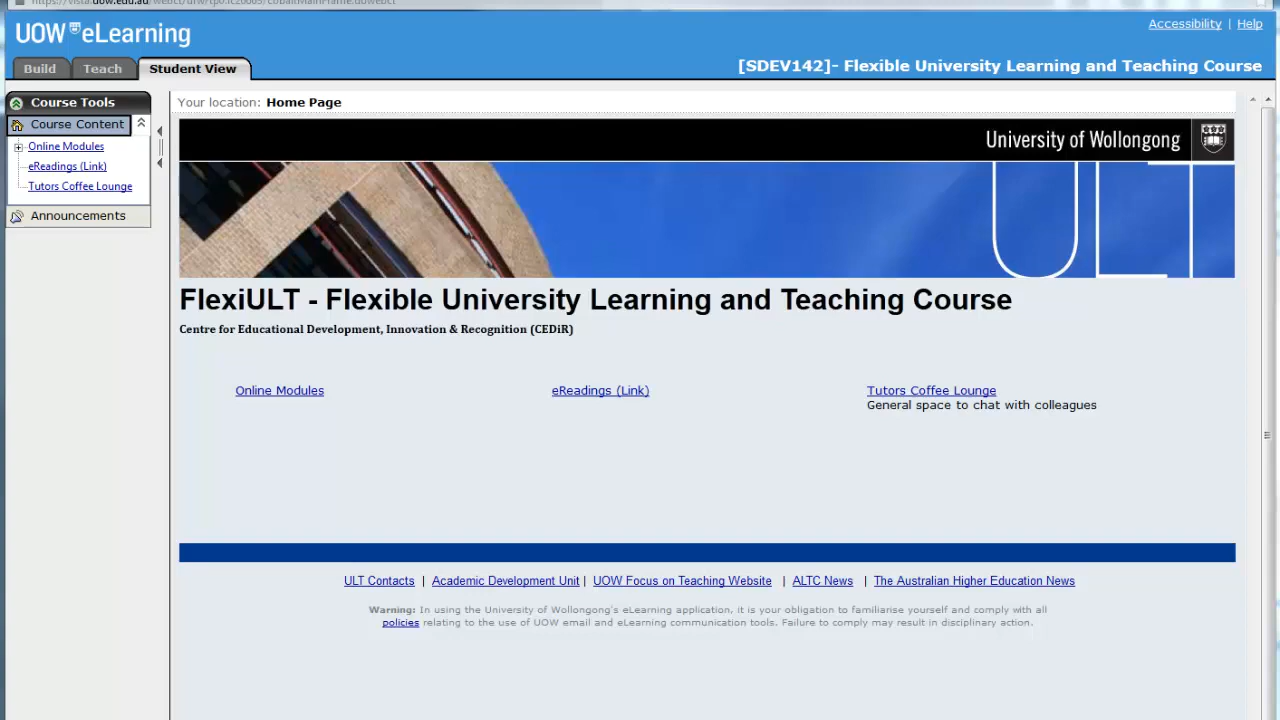 UOW eLearning
Accessibility | Help
Build Teach Student View
[SDEV142]- Flexible University Learning and Teaching Course
Course Tools
Course Content
Online Modules
eReadings (Link)
Tutors Coffee Lounge
Announcements
Your location: Home Page
University of Wollongong
ULT
FlexiULT - Flexible University Learning and Teaching Course
Centre for Educational Development, Innovation & Recognition (CEDiR)
Online Modules eReadings (Link) Tutors Coffee Lounge
General space to chat with colleagues
ULT Contacts | Academic Development Unit | UOW Focus on Teaching Website | ALTC News | The Australian Higher Education News
Warning: In using the University of Wollongong's eLearning application, it is your obligation to familiarise yourself and comply with all
policies relating to the use of UOW email and eLearning communication tools. Failure to comply may result in disciplinary action.